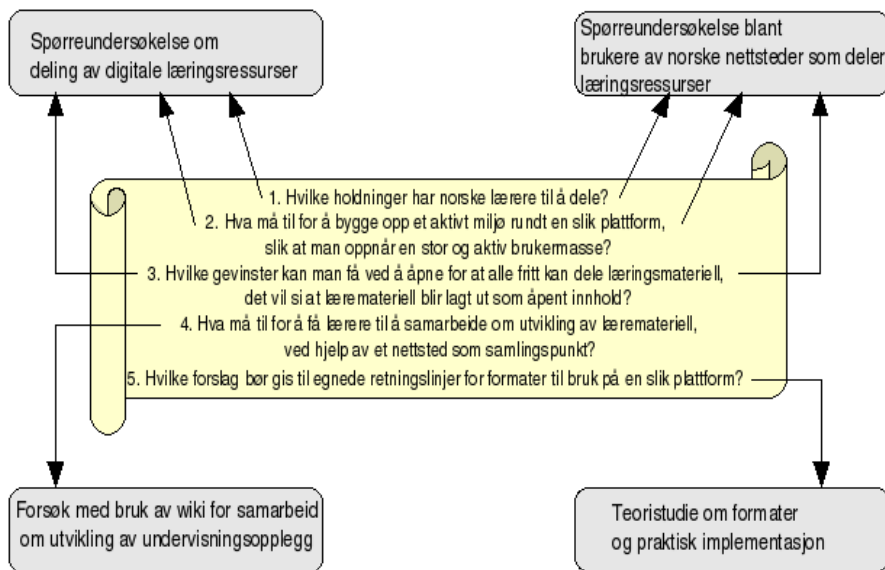 Spørreundersøkelse om
deling av digitale læringsressurser
Spørreundersøkelse blant
brukere av norske nettsteder som deler
læringsressurser
1. Hvilke holdninger har norske lærere til å dele?
2. Hva må til for å bygge opp et aktivt miljø rundt en slik plattform,
slik at man oppnår en stor og aktiv brukermasse?
3. Hvilke gevinster kan man få ved å åpne for at alle fritt kan dele læringsmateriell,
det vil si at læremateriell blir lagt ut som åpent innhold?
4. Hva må til for å få lærere til å samarbeide om utvikling av læremateriell,
ved hjelp av et nettsted som samlingspunkt?
5. Hvilke forslag bør gis til egnede retningslinjer for formater til bruk på en slik plattform?
Forsøk med bruk av wiki for samarbeid
om utvikling av undervisningsopplegg
Teoristudie om formater
og praktisk implementasjon